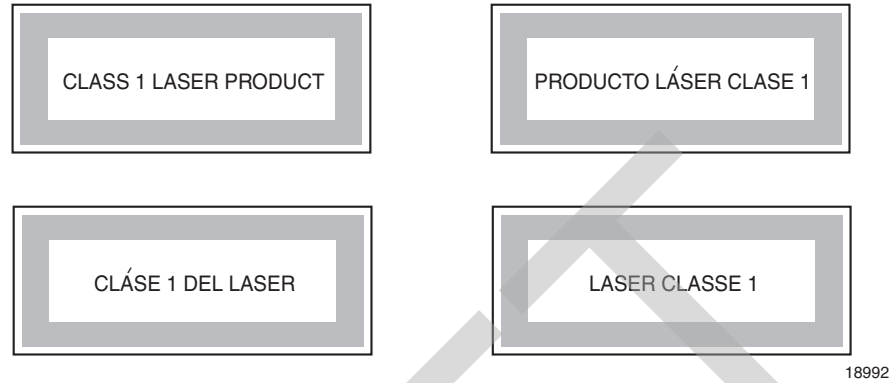 CLASS 1 LASER PRODUCT
PRODUCTO LÁSER CLASE 1
CLÁSE 1 DEL LASER
LASER CLASSE 1
18992